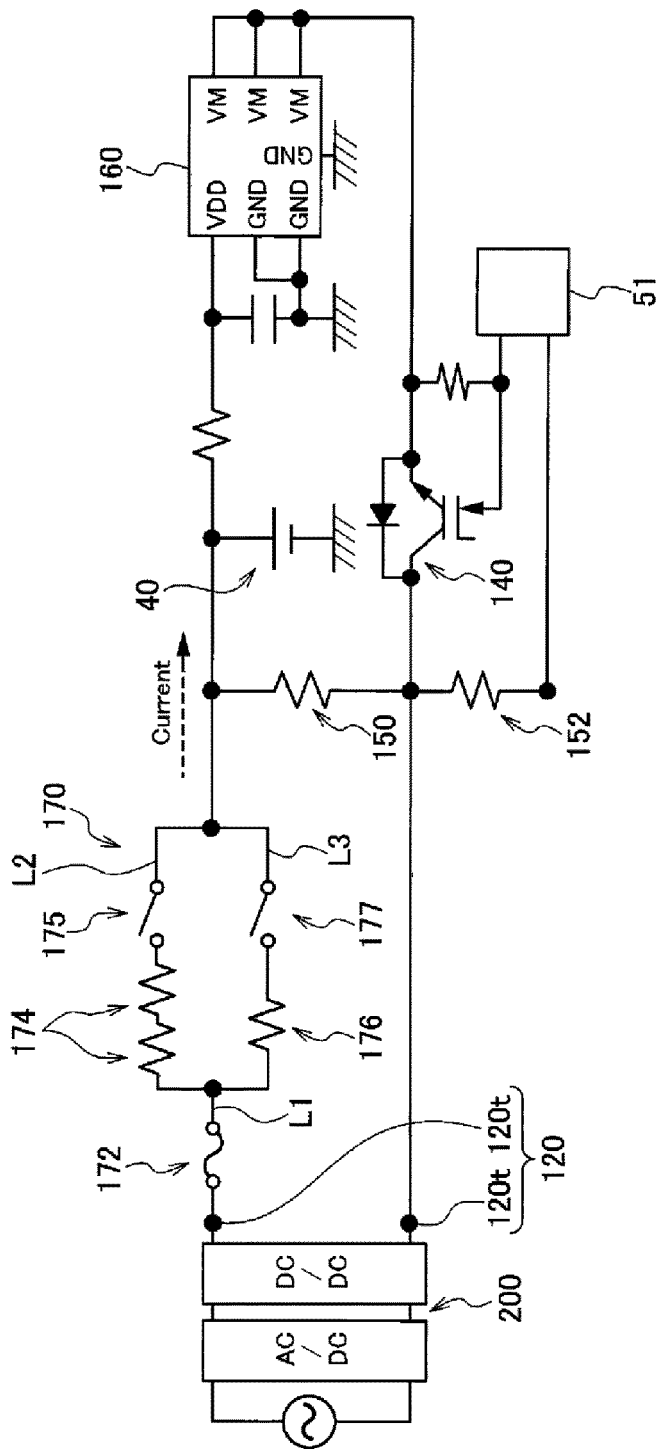 160
VDD
GND
GND
GND
VM
VM
VM
51
40
Current
140
150
152
170
L2
L3
175
177
174
176
172
L1
120t
120t
120
AC/DC
DC/DC
200